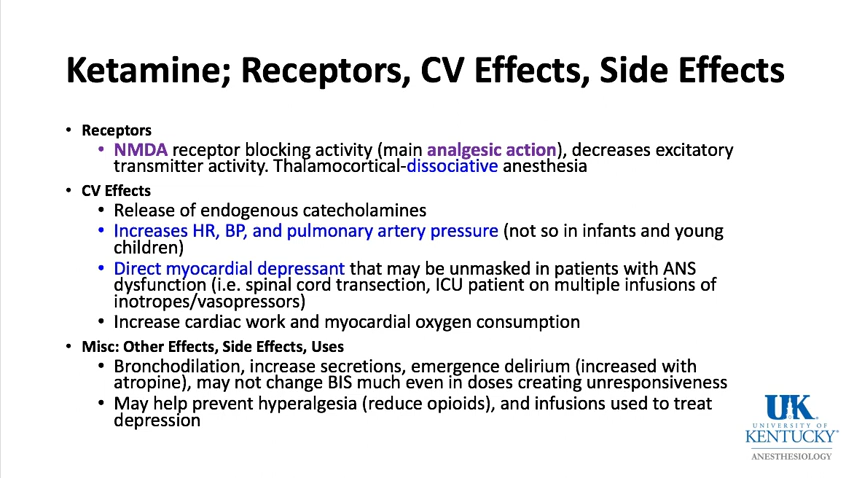 Ketamine; Receptors, CV Effects, Side Effects
• Receptors
• NMDA receptor blocking activity (main analgesic action), decreases excitatory
transmitter activity. Thalamocortical-dissociative anesthesia
• CV Effects
• Release of endogenous catecholamines
• Increases HR, BP, and pulmonary artery pressure (not so in infants and young
children)
• Direct myocardial depressant that may be unmasked in patients with ANS
dysfunction (i.e. spinal cord transection, ICU patient on multiple infusions of
inotropes/vasopressors)
• Increase cardiac work and myocardial oxygen consumption
• Misc: Other Effects, Side Effects, Uses
• Bronchodilation, increase secretions, emergence delirium (increased with
atropine), may not change BIS much even in doses creating unresponsiveness
• May help prevent hyperalgesia (reduce opioids), and infusions used to treat
depression
UK
UNIVERSITY OF
KENTUCKY
ANESTHESIOLOGY